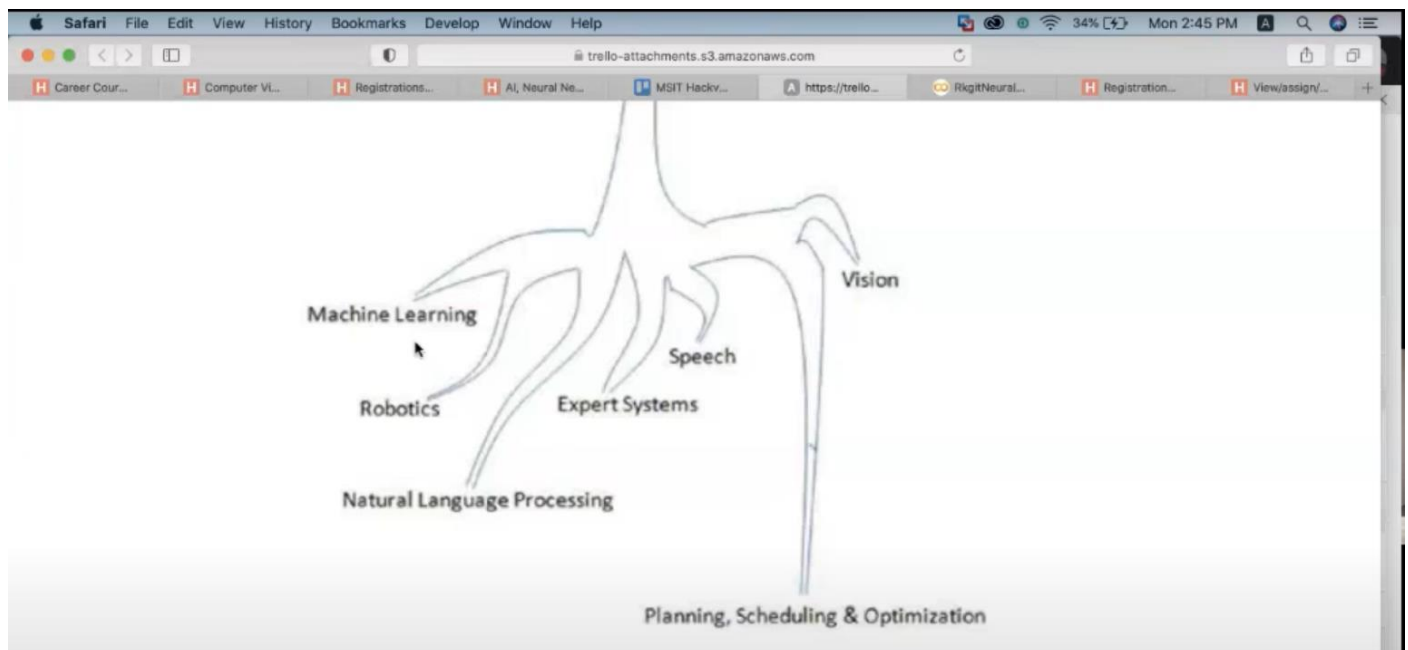 Safari File Edit View History Bookmarks Develop Window Help 34% Mon 2:45 PM A
trello-attachments.s3.amazonaws.com
H Career Cour... H Computer Vi... H Registrations... H AI, Neural Ne... MSIT Hackv... A https://trello... CO RkgitNeural... H Registration... H View/assign/...
Vision
Machine Learning
Speech
Robotics
Expert Systems
Natural Language Processing
Planning, Scheduling & Optimization